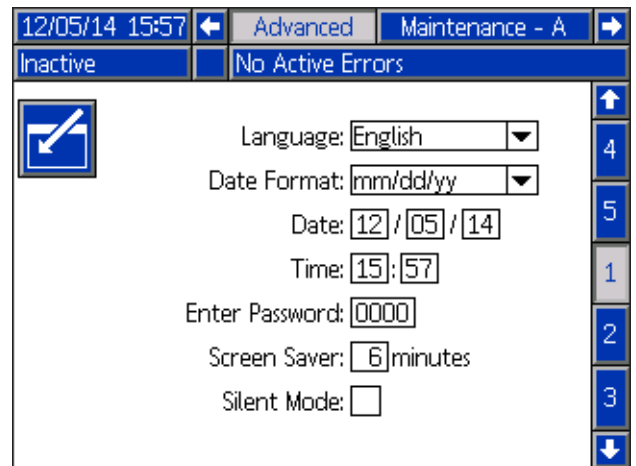 12/05/14 15:57 Advanced Maintenance - A
Inactive No Active Errors
Language: English
Date Format: mm/dd/yy
Date: 12 / 05 / 14
Time: 15 : 57
Enter Password: 0000
Screen Saver: 6 minutes
Silent Mode:
4
5
1
2
3